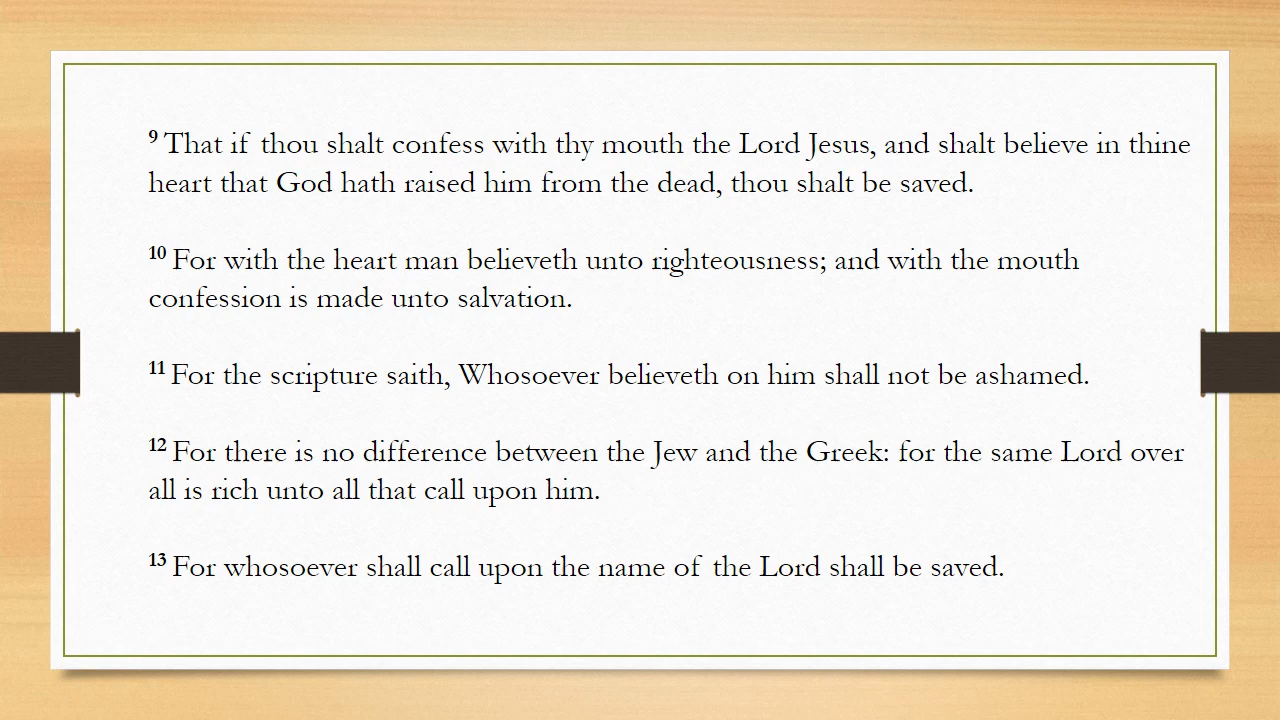 9 That if thou shalt confess with thy mouth the Lord Jesus, and shalt believe in thine
heart that God hath raised him from the dead, thou shalt be saved.
10 For with the heart man believeth unto righteousness; and with the mouth
confession is made unto salvation.
11 For the scripture saith, Whosoever believeth on him shall not be ashamed.
12 For there is no difference between the Jew and the Greek: for the same Lord over
all is rich unto all that call upon him.
13 For whosoever shall call upon the name of the Lord shall be saved.